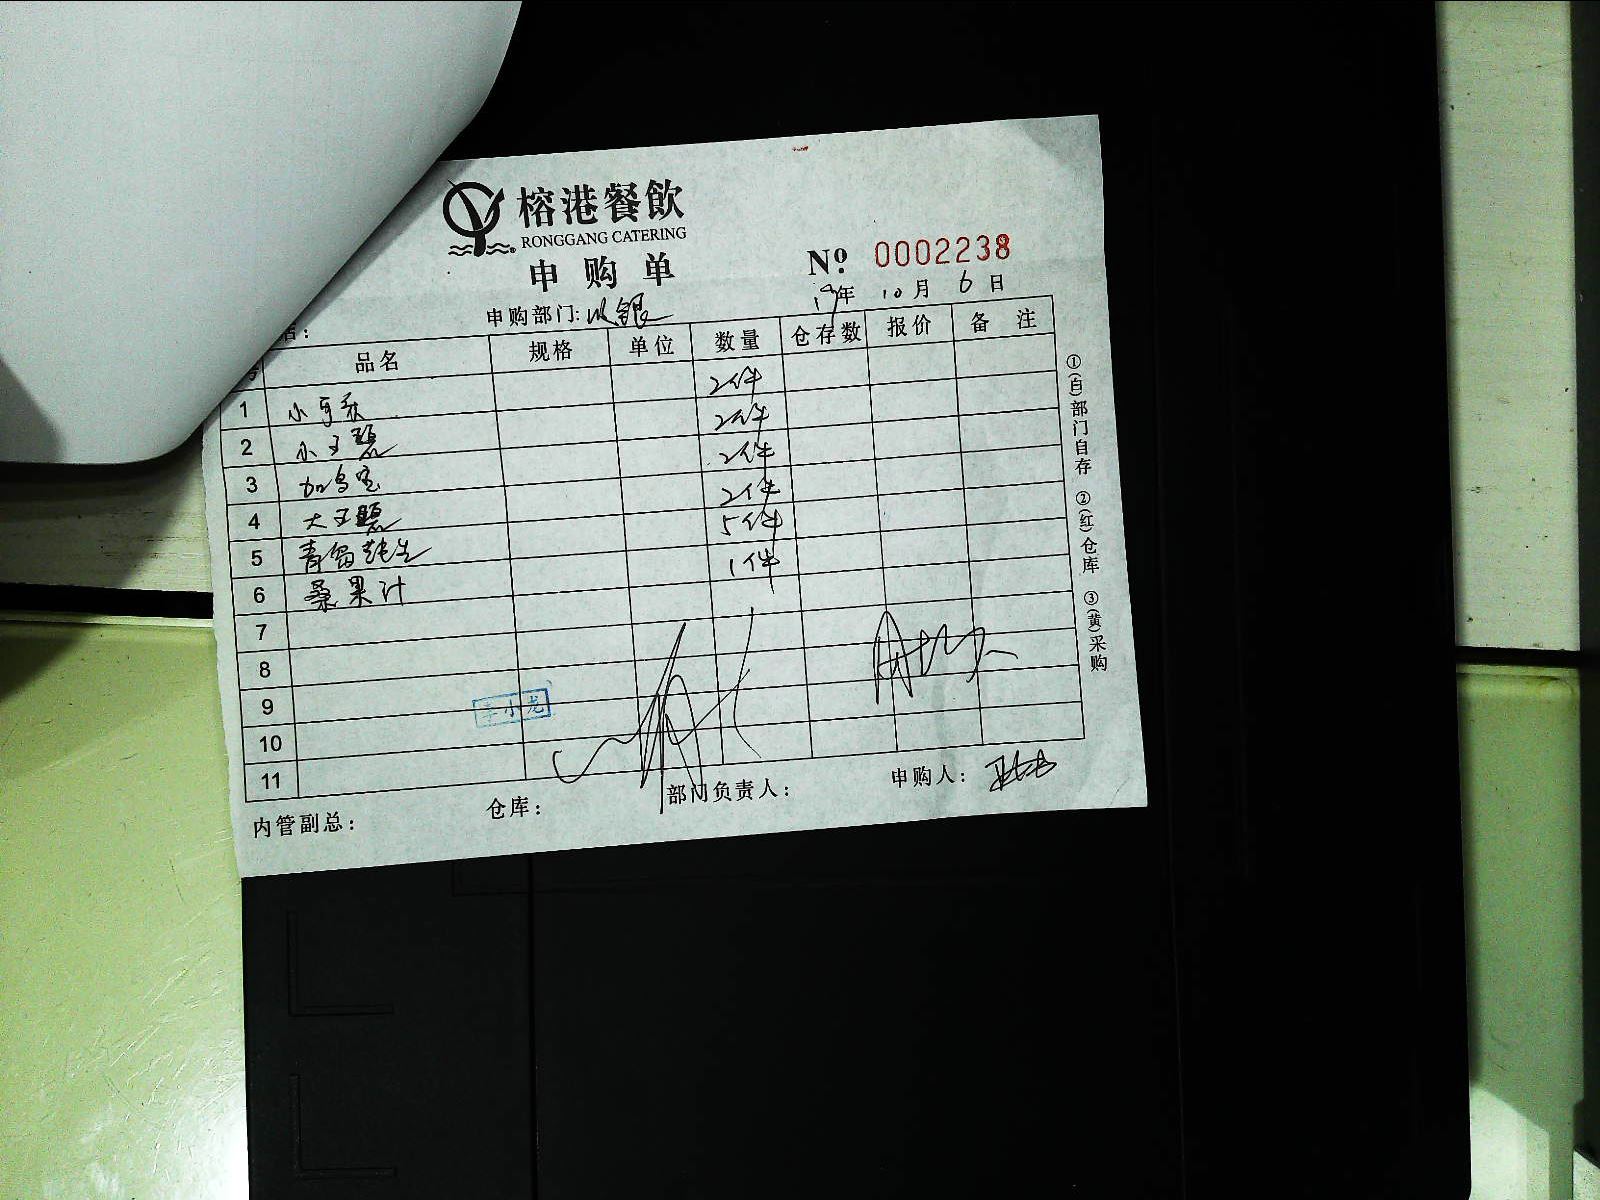 榕港餐飲
RONGGANG CATERING
申购单
№ 0002238
申购部门: 收银
19年 10月 6日
品名 规格 单位 数量 仓存数 报价 备注
1 2件
2 小王老 2件
3 加多宝 2件
4 大王老 2件
5 青岛纯生 5件
6 桑果汁 1件
7
8
9
10
11
李小龙
内管副总: 仓库: 部门负责人: 申购人:
①(白)部门自存 ②(红)仓库 ③(黄)采购